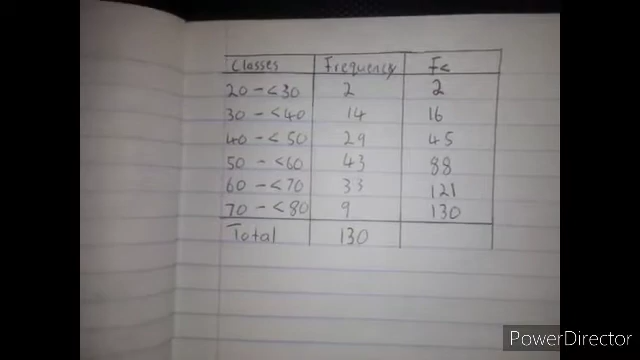 Classes Frequency F<
20 - <30 2 2
30 - <40 14 16
40 - <50 29 45
50 - <60 43 88
60 - <70 33 121
70 - <80 9 130
Total 130
PowerDirector